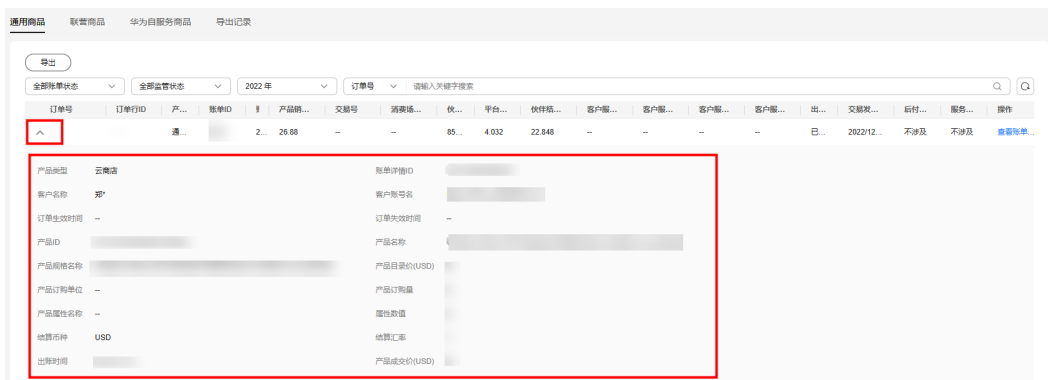 通用商品 联营商品 华为自服务商品 导出记录
导出
全部账单状态 全部监管状态 2022 年 订单号 请输入关键字搜索
订单号 订单行ID 产... 账单ID 产品销... 交易号 消费场... 伙... 平台... 伙伴结... 客户服... 客户服... 客户服... 客户服... 出... 交易发... 后付... 服务... 操作
通... 2... 26.88 -- -- 85... 4.032 22.848 -- -- -- -- 已... 2022/12... 不涉及 不涉及 查看账单...
产品类型 云商店 账单详情ID
客户名称 郑* 客户账号名
订单生效时间 -- 订单失效时间 --
产品ID 产品名称
产品规格名称 产品目录价(USD)
产品订购单位 -- 产品订购量
产品属性名称 -- 属性数值
结算币种 USD 结算汇率
出账时间 产品成交价(USD)